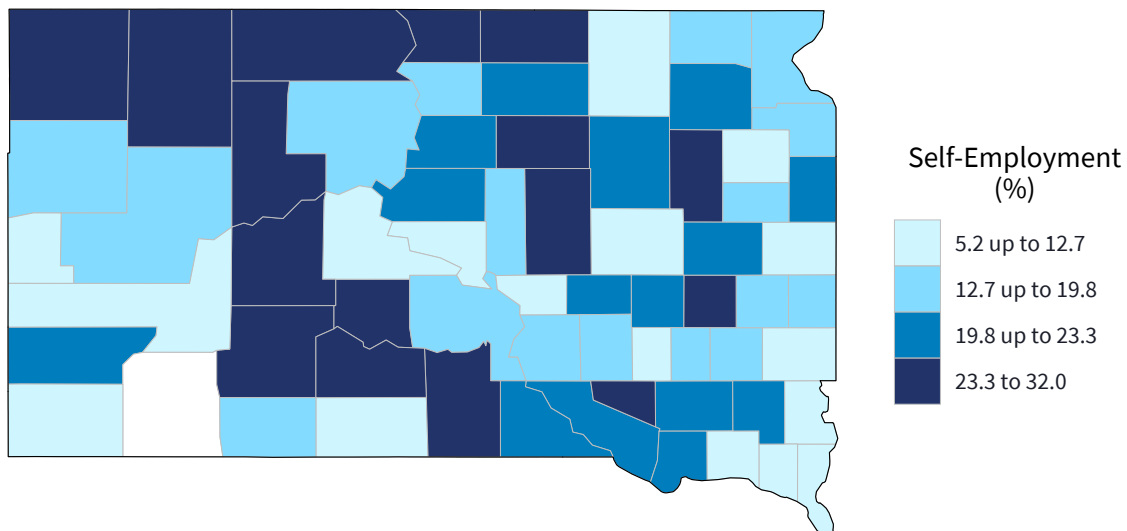 Self-Employment
(%)
5.2 up to 12.7
12.7 up to 19.8
19.8 up to 23.3
23.3 to 32.0